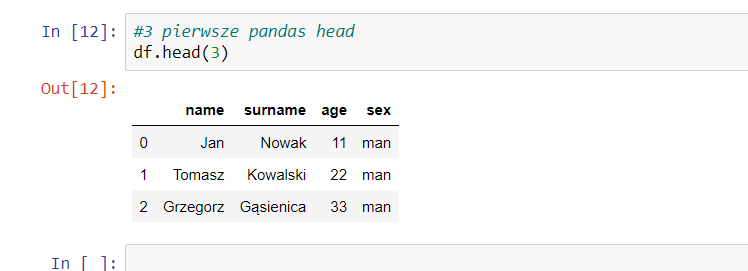 In [12]: #3 pierwsze pandas head
df.head(3)
Out[12]:
name surname age sex
0 Jan Nowak 11 man
1 Tomasz Kowalski 22 man
2 Grzegorz Gąsienica 33 man
In [ ]: